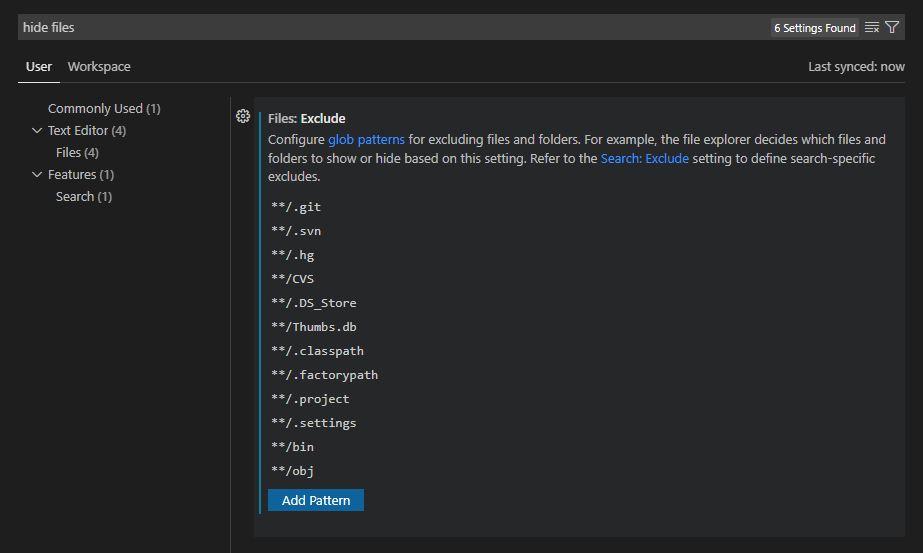 hide files
6 Settings Found
User Workspace
Last synced: now
Commonly Used (1)
Text Editor (4)
Files (4)
Features (1)
Search (1)
Files: Exclude
Configure glob patterns for excluding files and folders. For example, the file explorer decides which files and
folders to show or hide based on this setting. Refer to the Search: Exclude setting to define search-specific
excludes.
**/.git
**/.svn
**/.hg
**/CVS
**/.DS_Store
**/Thumbs.db
**/.classpath
**/.factorypath
**/.project
**/.settings
**/bin
**/obj
Add Pattern